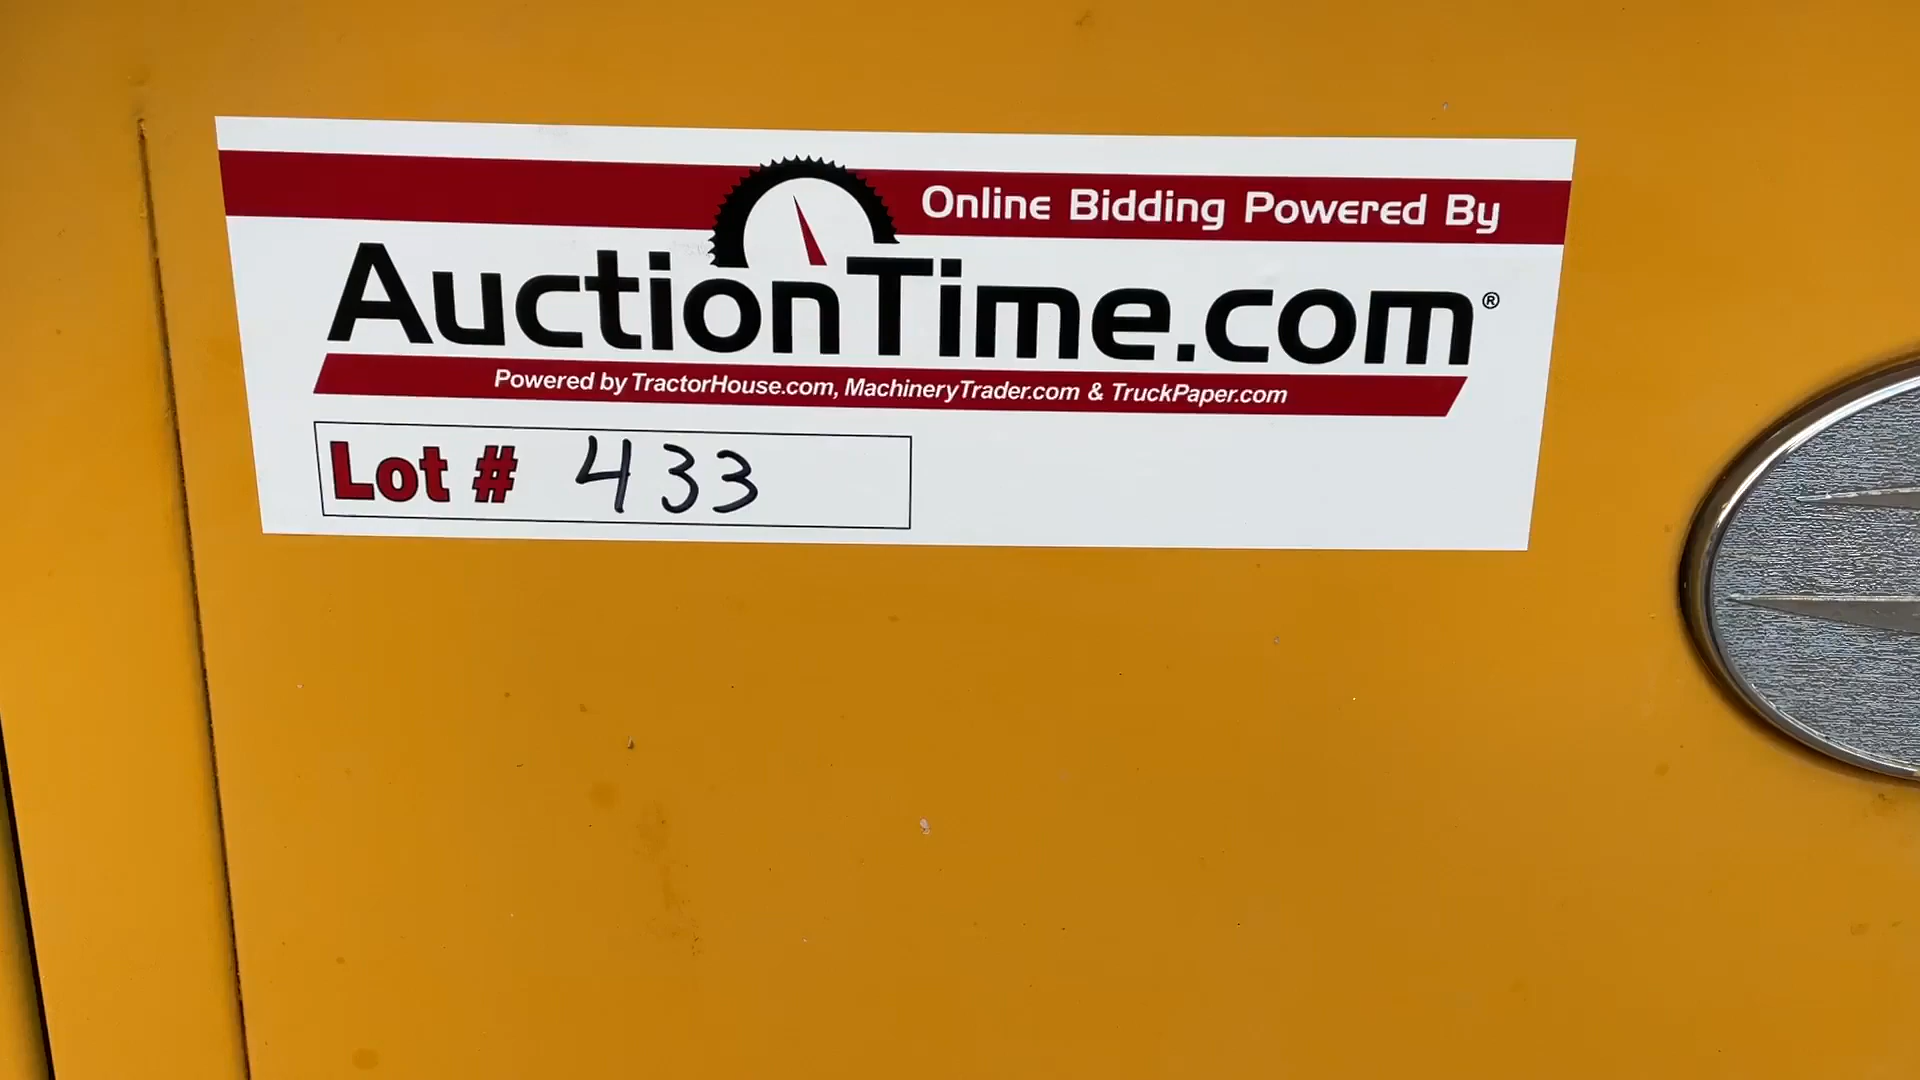 Online Bidding Powered By
AuctionTime.com®
Powered by TractorHouse.com, MachineryTrader.com & TruckPaper.com
Lot # 433